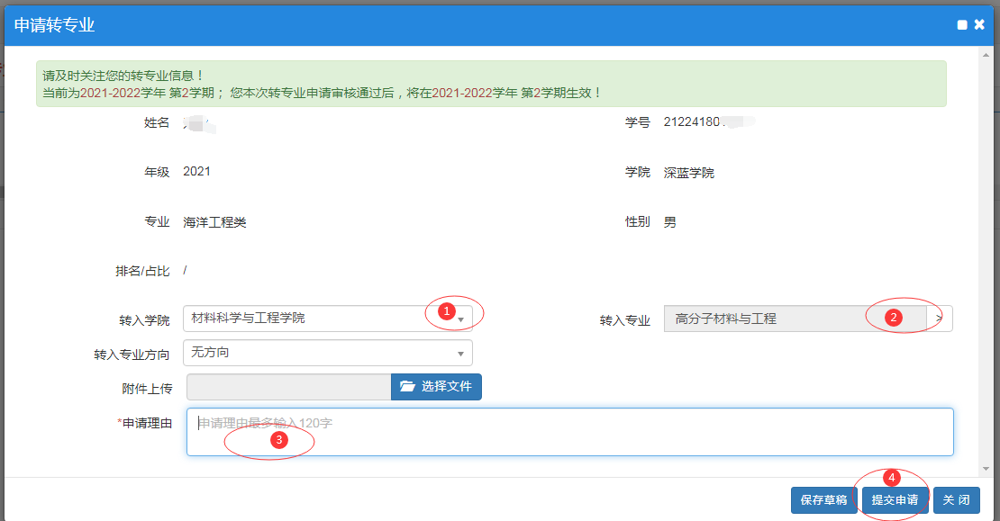 申请转专业
请及时关注您的转专业信息！
当前为2021-2022学年 第2学期； 您本次转专业申请审核通过后，将在2021-2022学年 第2学期生效！
姓名
学号 21224180
年级 2021
学院 深蓝学院
专业 海洋工程类
性别 男
排名/占比 /
转入学院 材料科学与工程学院 1
转入专业 高分子材料与工程 2 >
转入专业方向 无方向
附件上传 选择文件
*申请理由 申请理由最多输入120字
3
4
保存草稿 提交申请 关 闭